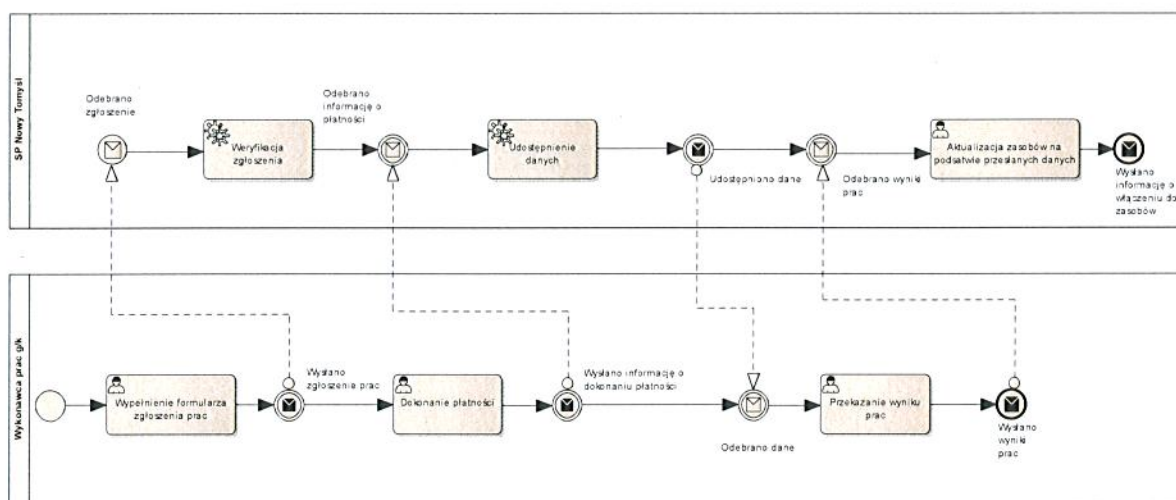 SP Nowy Tomyśl
Odebrano
zgłoszenie
Weryfikacja
zgłoszenia
Odebrano
informację o
płatności
Udostępnienie
danych
Udostępniono dane
Odebrano wyniki
prac
Aktualizacja zasobów na
podsatwie przesłanych danych
Wysłano
informację o
włączeniu do
zasobów
Wykonawca prac g/k
Wypełnienie formularza
zgłoszenia prac
Wysłano
zgłoszenie prac
Dokonanie płatności
Wysłano informację o
dokonaniu płatności
Odebrano dane
Przekazanie wyniku
prac
Wysłano
wyniki
prac